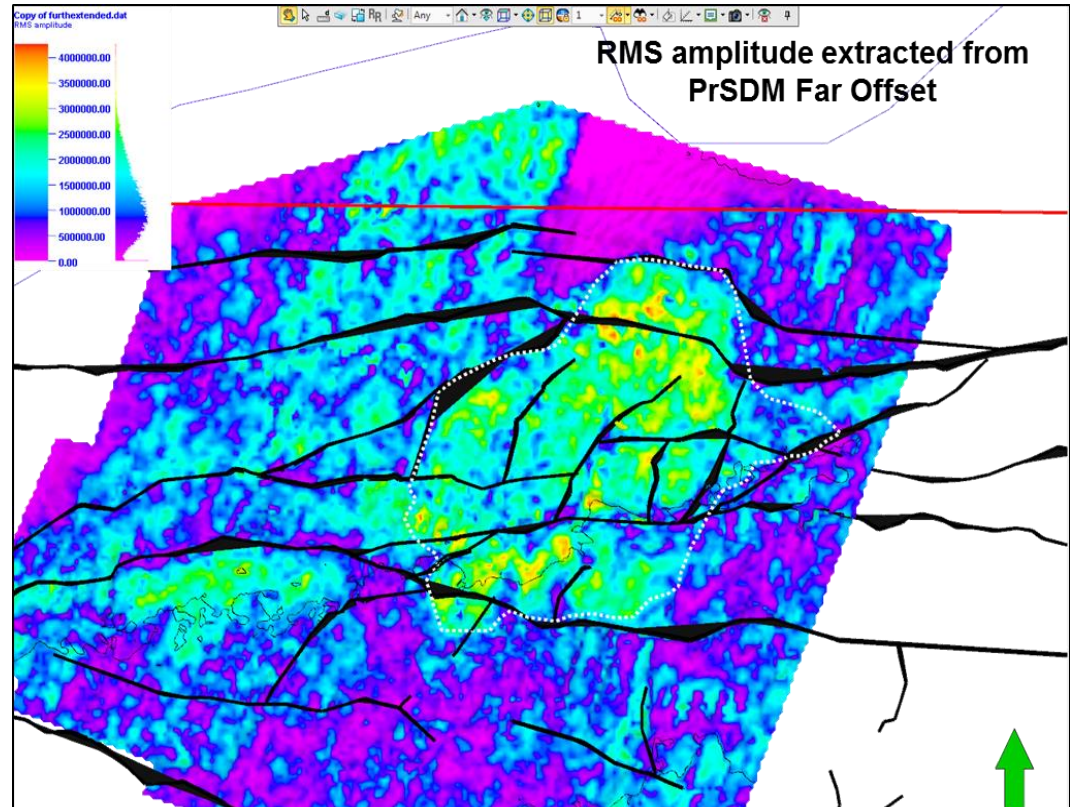 Copy of furthextended.dat
RMS amplitude
4000000.00
3500000.00
3000000.00
2500000.00
2000000.00
1500000.00
1000000.00
500000.00
0.00
Any
1
RMS amplitude extracted from
PrSDM Far Offset